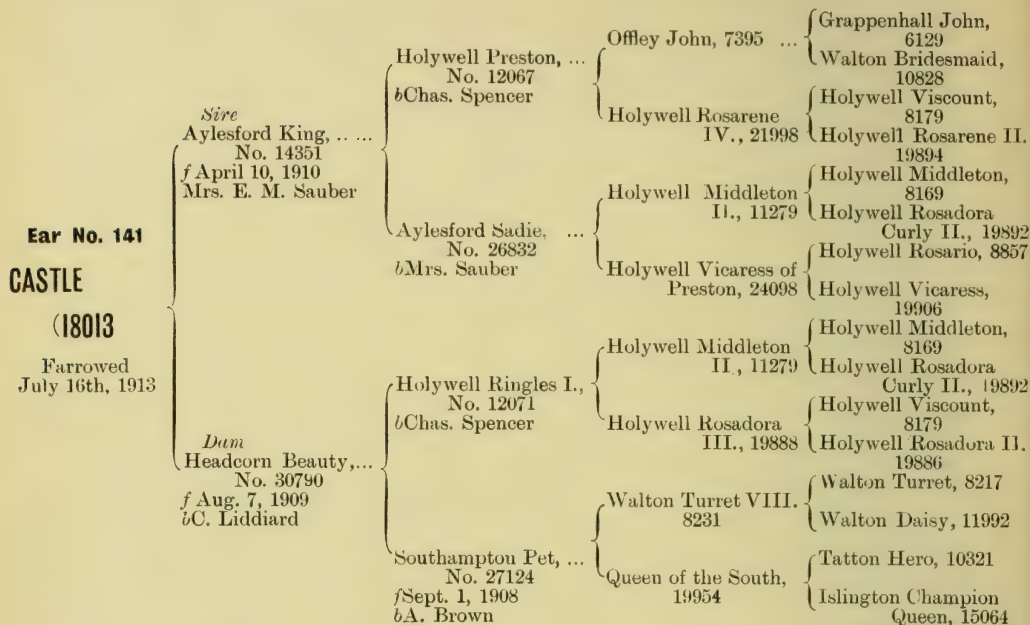 Ear No. 141
CASTLE
(18013
Farrowed
July 16th, 1913
Sire
Aylesford King, .. ...
No. 14351
f April 10, 1910
Mrs. E. M. Sauber
Dam
Headcorn Beauty,...
No. 30790
f Aug. 7, 1909
bC. Liddiard
Holywell Preston, ...
No. 12067
bChas. Spencer
Aylesford Sadie, ...
No. 26832
bMrs. Sauber
Holywell Ringles I.,
No. 12071
bChas. Spencer
Southampton Pet, ...
No. 27124
fSept. 1, 1908
bA. Brown
Offley John, 7395 ...
Holywell Rosarene
IV., 21998
Holywell Middleton
II., 11279
Holywell Vicaress of
Preston, 24098
Holywell Middleton
II., 11279
Holywell Rosadora
III., 19888
Walton Turret VIII.
8231
Queen of the South,
19954
Grappenhall John,
6129
Walton Bridesmaid,
10828
Holywell Viscount,
8179
Holywell Rosarene II.
19894
Holywell Middleton,
8169
Holywell Rosadora
Curly II., 19892
Holywell Rosario, 8857
Holywell Vicaress,
19906
Holywell Middleton,
8169
Holywell Rosadora
Curly II., 19892
Holywell Viscount,
8179
Holywell Rosadora II.
19886
Walton Turret, 8217
Walton Daisy, 11992
Tatton Hero, 10321
Islington Champion
Queen, 15064